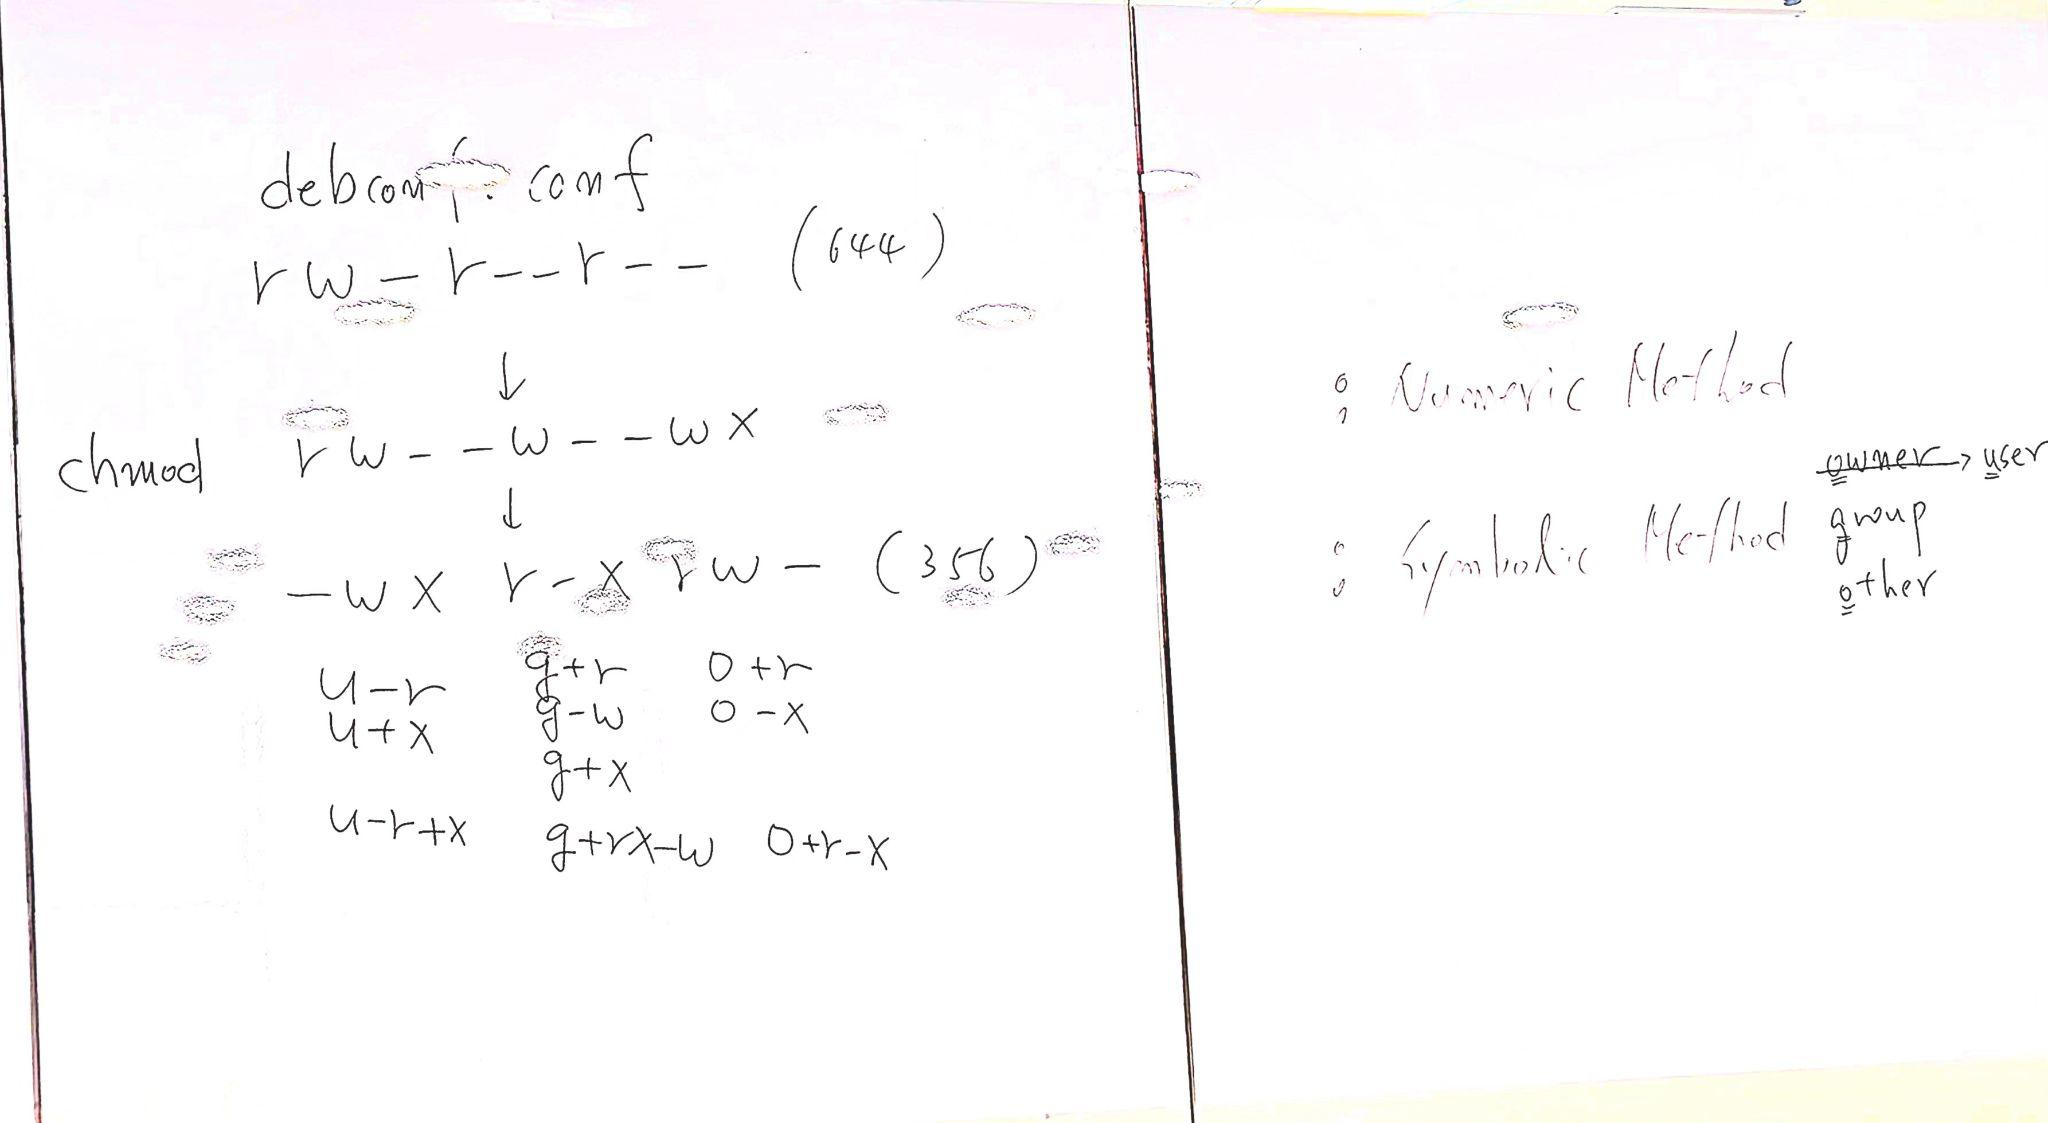 debconf.conf
rw-r--r-- (644)
↓
chmod rw- -w- -wx
↓
-wx r-x rw- (356)
u-r g+r o+r
u+x g-w o-x
g+x
u-r+x g+rx-w o+r-x
: Numeric Method
owner → user
: Symbolic Method group
other